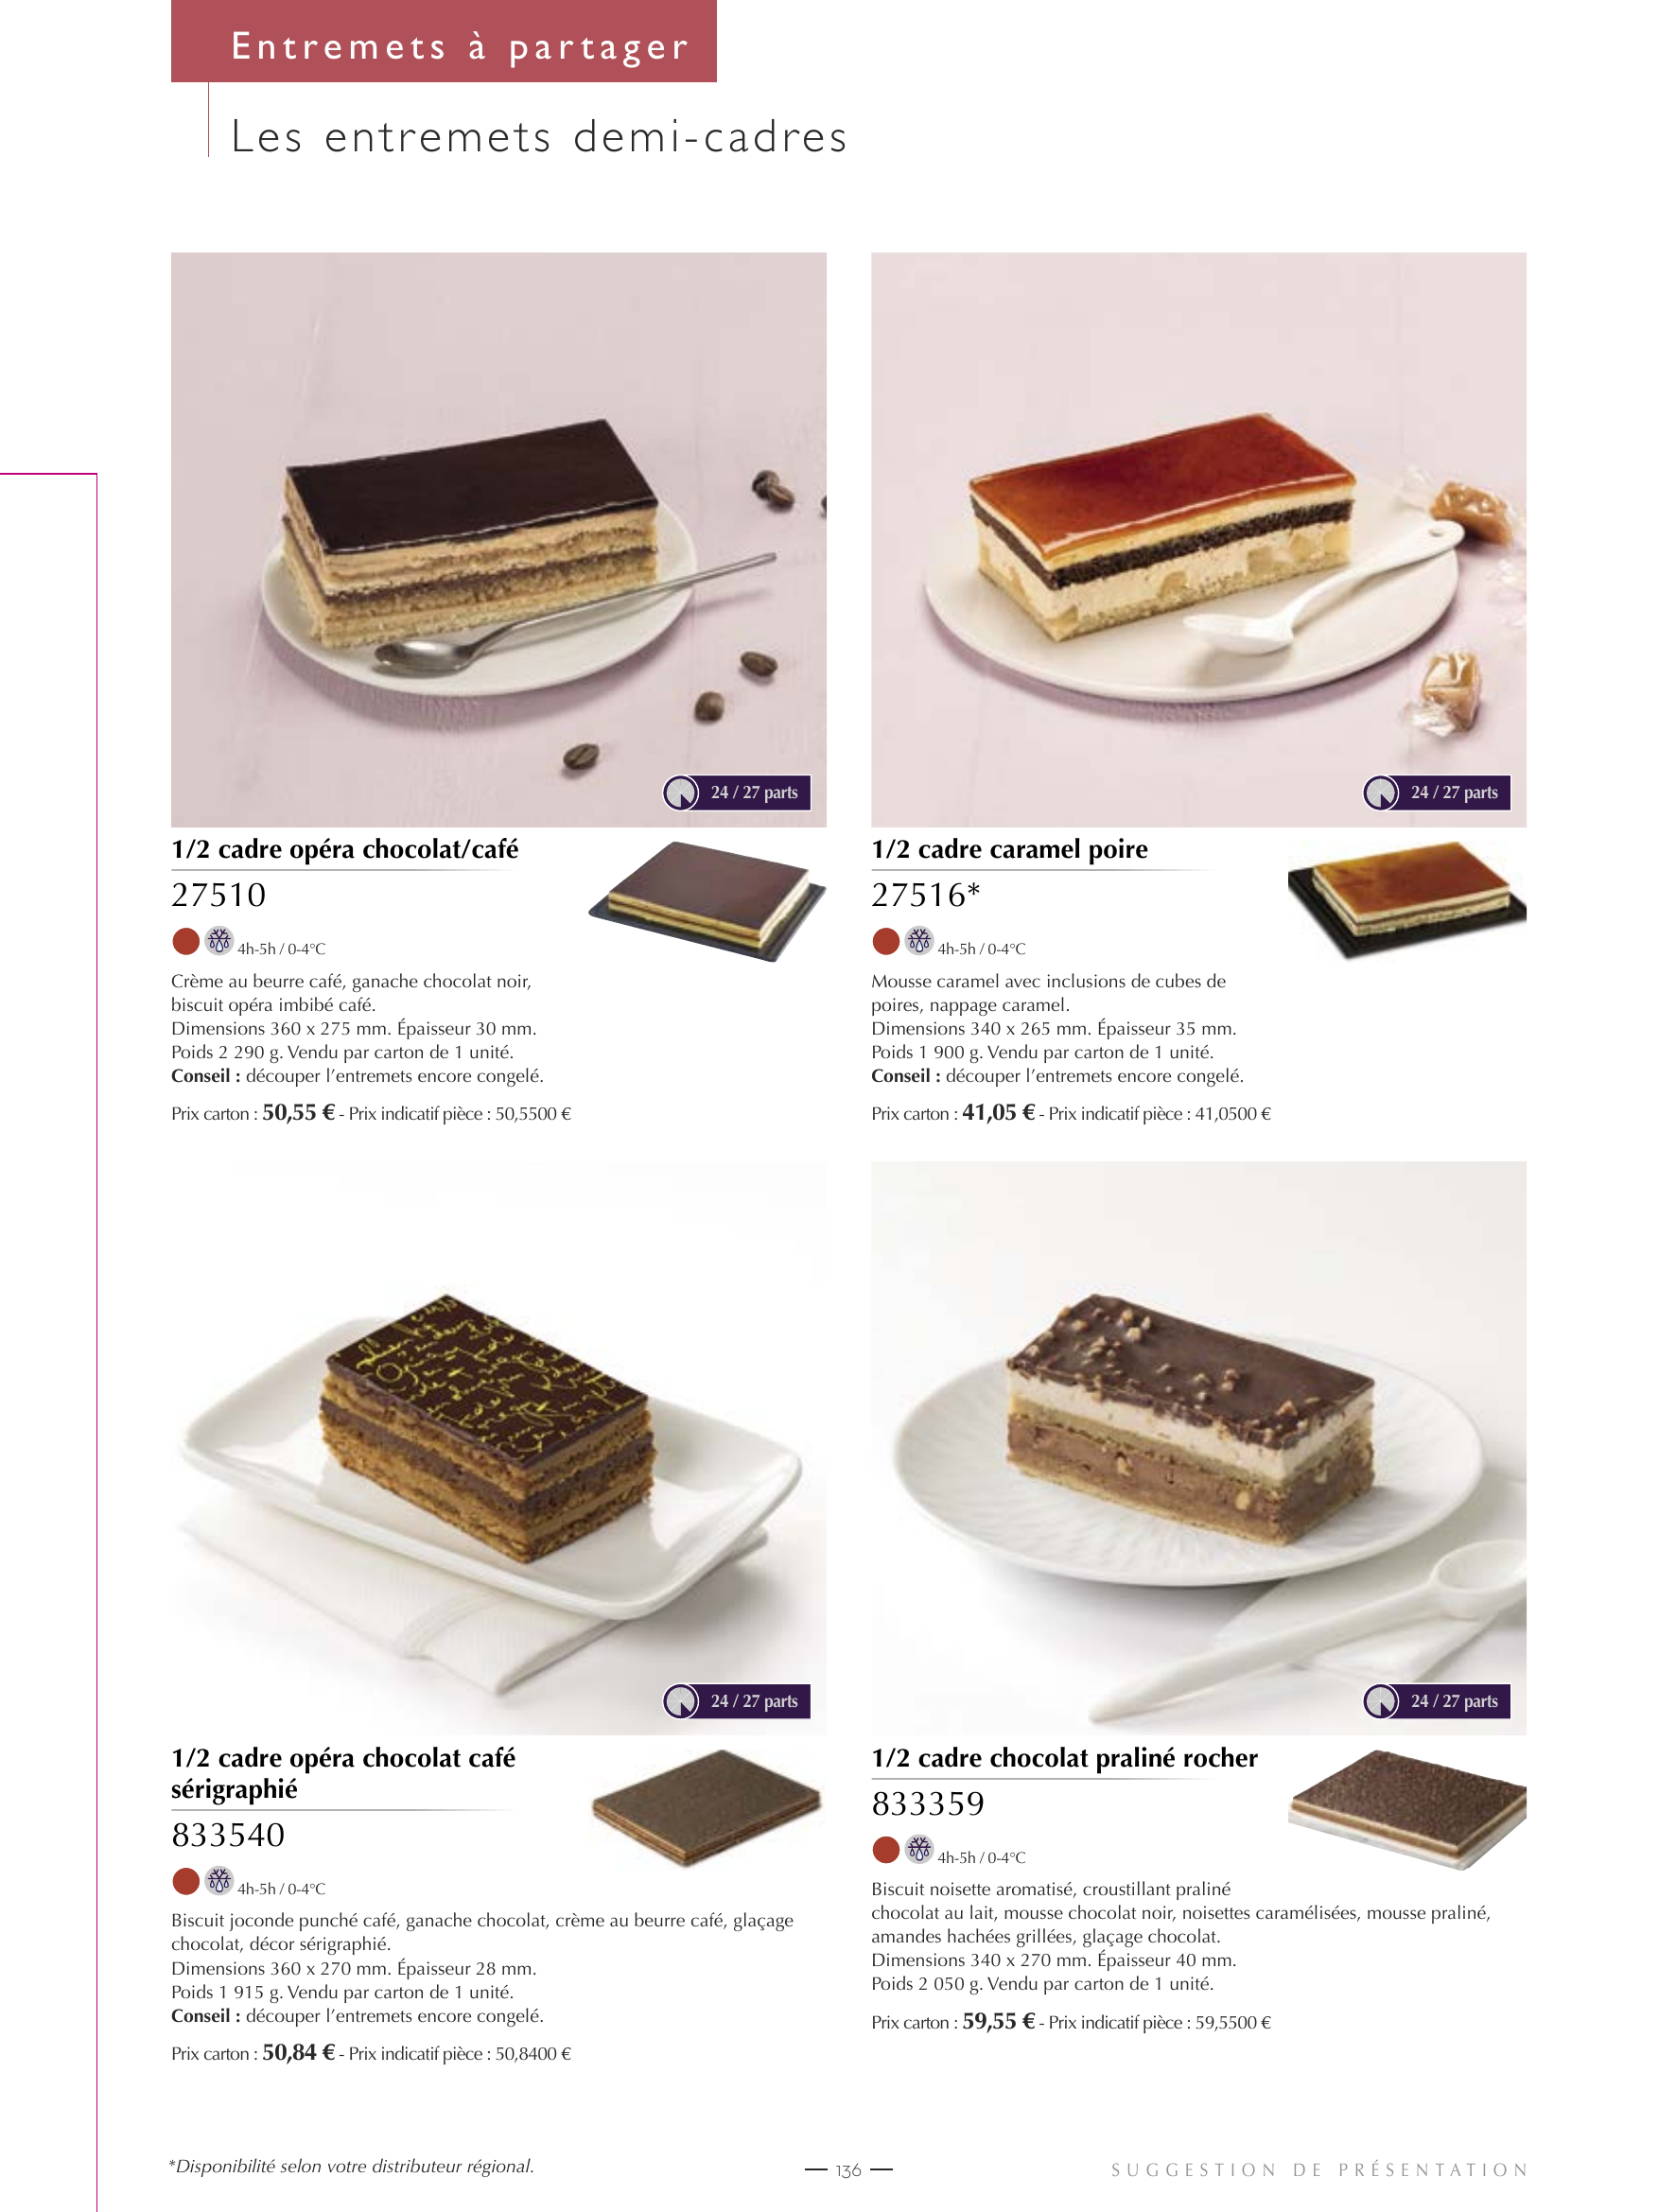 Entremets à partager
Les entremets demi-cadres
24 / 27 parts
1/2 cadre opéra chocolat/café
27510
4h-5h / 0-4°C
Crème au beurre café, ganache chocolat noir,
biscuit opéra imbibé café.
Dimensions 360 x 275 mm. Épaisseur 30 mm.
Poids 2 290 g. Vendu par carton de 1 unité.
Conseil : découper l'entremets encore congelé.
Prix carton : 50,55 € - Prix indicatif pièce : 50,5500 €
24 / 27 parts
1/2 cadre caramel poire
27516*
4h-5h / 0-4°C
Mousse caramel avec inclusions de cubes de
poires, nappage caramel.
Dimensions 340 x 265 mm. Épaisseur 35 mm.
Poids 1 900 g. Vendu par carton de 1 unité.
Conseil : découper l'entremets encore congelé.
Prix carton : 41,05 € - Prix indicatif pièce : 41,0500 €
24 / 27 parts
1/2 cadre opéra chocolat café
sérigraphié
833540
4h-5h / 0-4°C
Biscuit joconde punché café, ganache chocolat, crème au beurre café, glaçage
chocolat, décor sérigraphié.
Dimensions 360 x 270 mm. Épaisseur 28 mm.
Poids 1 915 g. Vendu par carton de 1 unité.
Conseil : découper l'entremets encore congelé.
Prix carton : 50,84 € - Prix indicatif pièce : 50,8400 €
24 / 27 parts
1/2 cadre chocolat praliné rocher
833359
4h-5h / 0-4°C
Biscuit noisette aromatisé, croustillant praliné
chocolat au lait, mousse chocolat noir, noisettes caramélisées, mousse praliné,
amandes hachées grillées, glaçage chocolat.
Dimensions 340 x 270 mm. Épaisseur 40 mm.
Poids 2 050 g. Vendu par carton de 1 unité.
Prix carton : 59,55 € - Prix indicatif pièce : 59,5500 €
*Disponibilité selon votre distributeur régional.
136
SUGGESTION DE PRÉSENTATION